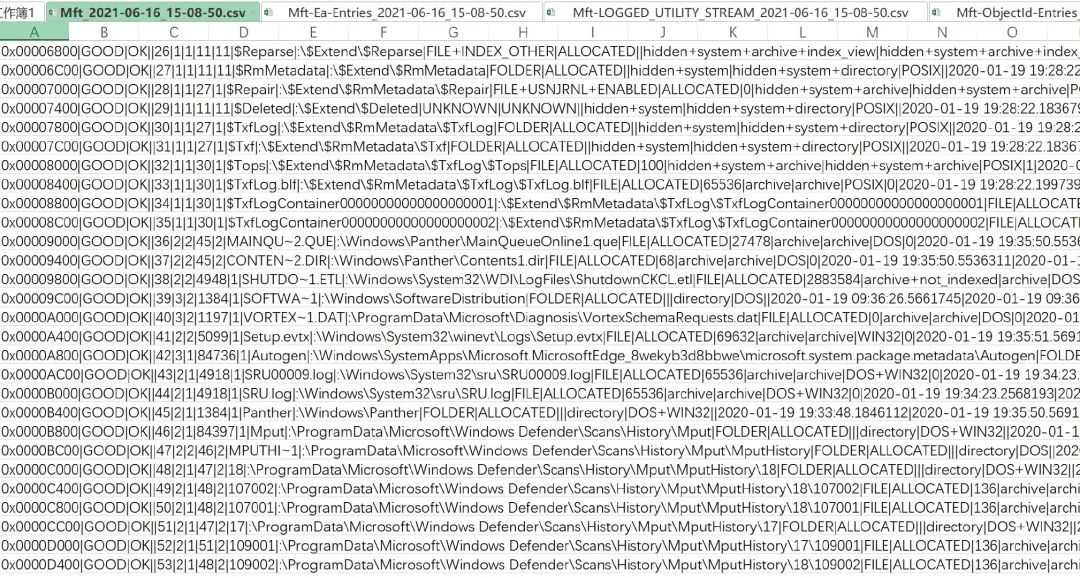 工作簿1 Mft_2021-06-16_15-08-50.csv Mft-Ea-Entries_2021-06-16_15-08-50.csv Mft-LOGGED_UTILITY_STREAM_2021-06-16_15-08-50.csv Mft-ObjectId-Entries
A B C D E F G H I J K L M N O
0x00006800|GOOD|OK||26|1|1|11|11|$Reparse|:\$Extend\$Reparse|FILE+INDEX_OTHER|ALLOCATED||hidden+system+archive+index_view|hidden+system+archive+index
0x00006C00|GOOD|OK||27|1|1|11|11|$RmMetadata|:\$Extend\$RmMetadata|FOLDER|ALLOCATED||hidden+system|hidden+system+directory|POSIX||2020-01-19 19:28:22
0x00007000|GOOD|OK||28|1|1|27|1|$Repair|:\$Extend\$RmMetadata\$Repair|FILE+USNJRNL+ENABLED|ALLOCATED|0|hidden+system+archive|hidden+system+archive|P
0x00007400|GOOD|OK||29|1|1|11|11|$Deleted|:\$Extend\$Deleted|UNKNOWN|UNKNOWN||hidden+system|hidden+system+directory|POSIX||2020-01-19 19:28:22.183679
0x00007800|GOOD|OK||30|1|1|27|1|$TxfLog|:\$Extend\$RmMetadata\$TxfLog|FOLDER|ALLOCATED||hidden+system|hidden+system+directory|POSIX||2020-01-19 19:28:2
0x00007C00|GOOD|OK||31|1|1|27|1|$Txf|:\$Extend\$RmMetadata\$Txf|FOLDER|ALLOCATED||hidden+system|hidden+system+directory|POSIX||2020-01-19 19:28:22.18367
0x00008000|GOOD|OK||32|1|1|30|1|$Tops|:\$Extend\$RmMetadata\$TxfLog\$Tops|FILE|ALLOCATED|100|hidden+system+archive|hidden+system+archive|POSIX|1|2020-0
0x00008400|GOOD|OK||33|1|1|30|1|$TxfLog.blf|:\$Extend\$RmMetadata\$TxfLog\$TxfLog.blf|FILE|ALLOCATED|65536|archive|archive|POSIX|0|2020-01-19 19:28:22.199739
0x00008800|GOOD|OK||34|1|1|30|1|$TxfLogContainer00000000000000000001|:\$Extend\$RmMetadata\$TxfLog\$TxfLogContainer00000000000000000001|FILE|ALLOCAT
0x00008C00|GOOD|OK||35|1|1|30|1|$TxfLogContainer00000000000000000002|:\$Extend\$RmMetadata\$TxfLog\$TxfLogContainer00000000000000000002|FILE|ALLOCAT
0x00009000|GOOD|OK||36|2|2|45|2|MAINQU~2.QUE|:\Windows\Panther\MainQueueOnline1.que|FILE|ALLOCATED|27478|archive|archive|DOS|0|2020-01-19 19:35:50.5536
0x00009400|GOOD|OK||37|2|2|45|2|CONTEN~2.DIR|:\Windows\Panther\Contents1.dir|FILE|ALLOCATED|68|archive|archive|DOS|0|2020-01-19 19:35:50.5536311|2020-01-
0x00009800|GOOD|OK||38|2|2|4948|1|SHUTDO~1.ETL|:\Windows\System32\WDI\LogFiles\ShutdownCKCL.etl|FILE|ALLOCATED|2883584|archive+not_indexed|archive|DOS
0x00009C00|GOOD|OK||39|3|2|1384|1|SOFTWA~1|:\Windows\SoftwareDistribution|FOLDER|ALLOCATED|||directory|DOS||2020-01-19 09:36:26.5661745|2020-01-19 09:36
0x0000A000|GOOD|OK||40|3|2|1197|1|VORTEX~1.DAT|:\ProgramData\Microsoft\Diagnosis\VortexSchemaRequests.dat|FILE|ALLOCATED|0|archive|archive|DOS|0|2020-01
0x0000A400|GOOD|OK||41|2|2|5099|1|Setup.evtx|:\Windows\System32\winevt\Logs\Setup.evtx|FILE|ALLOCATED|69632|archive|archive|WIN32|0|2020-01-19 19:35:51.5691
0x0000A800|GOOD|OK||42|3|1|84736|1|Autogen|:\Windows\SystemApps\Microsoft.MicrosoftEdge_8wekyb3d8bbwe\microsoft.system.package.metadata\Autogen|FOLDE
0x0000AC00|GOOD|OK||43|2|1|4918|1|SRU00009.log|:\Windows\System32\sru\SRU00009.log|FILE|ALLOCATED|65536|archive|archive|DOS+WIN32|0|2020-01-19 19:34:23.
0x0000B000|GOOD|OK||44|2|1|4918|1|SRU.log|:\Windows\System32\sru\SRU.log|FILE|ALLOCATED|65536|archive|archive|DOS+WIN32|0|2020-01-19 19:34:23.2568193|202
0x0000B400|GOOD|OK||45|2|1|1384|1|Panther|:\Windows\Panther|FOLDER|ALLOCATED|||directory|DOS+WIN32||2020-01-19 19:33:48.1846112|2020-01-19 19:35:50.5691
0x0000B800|GOOD|OK||46|2|1|84397|1|Mput|:\ProgramData\Microsoft\Windows Defender\Scans\History\Mput|FOLDER|ALLOCATED|||directory|DOS+WIN32||2020-01-1
0x0000BC00|GOOD|OK||47|2|2|46|2|MPUTHI~1|:\ProgramData\Microsoft\Windows Defender\Scans\History\Mput\MputHistory|FOLDER|ALLOCATED|||directory|DOS||202
0x0000C000|GOOD|OK||48|2|1|47|2|18|:\ProgramData\Microsoft\Windows Defender\Scans\History\Mput\MputHistory\18|FOLDER|ALLOCATED|||directory|DOS+WIN32||2
0x0000C400|GOOD|OK||49|2|1|48|2|107002|:\ProgramData\Microsoft\Windows Defender\Scans\History\Mput\MputHistory\18\107002|FILE|ALLOCATED|136|archive|arch
0x0000C800|GOOD|OK||50|2|1|48|2|107001|:\ProgramData\Microsoft\Windows Defender\Scans\History\Mput\MputHistory\18\107001|FILE|ALLOCATED|136|archive|arch
0x0000CC00|GOOD|OK||51|2|1|47|2|17|:\ProgramData\Microsoft\Windows Defender\Scans\History\Mput\MputHistory\17|FOLDER|ALLOCATED|||directory|DOS+WIN32||2
0x0000D000|GOOD|OK||52|2|1|51|2|109001|:\ProgramData\Microsoft\Windows Defender\Scans\History\Mput\MputHistory\17\109001|FILE|ALLOCATED|136|archive|archi
0x0000D400|GOOD|OK||53|2|1|48|2|109002|:\ProgramData\Microsoft\Windows Defender\Scans\History\Mput\MputHistory\18\109002|FILE|ALLOCATED|136|archive|arch